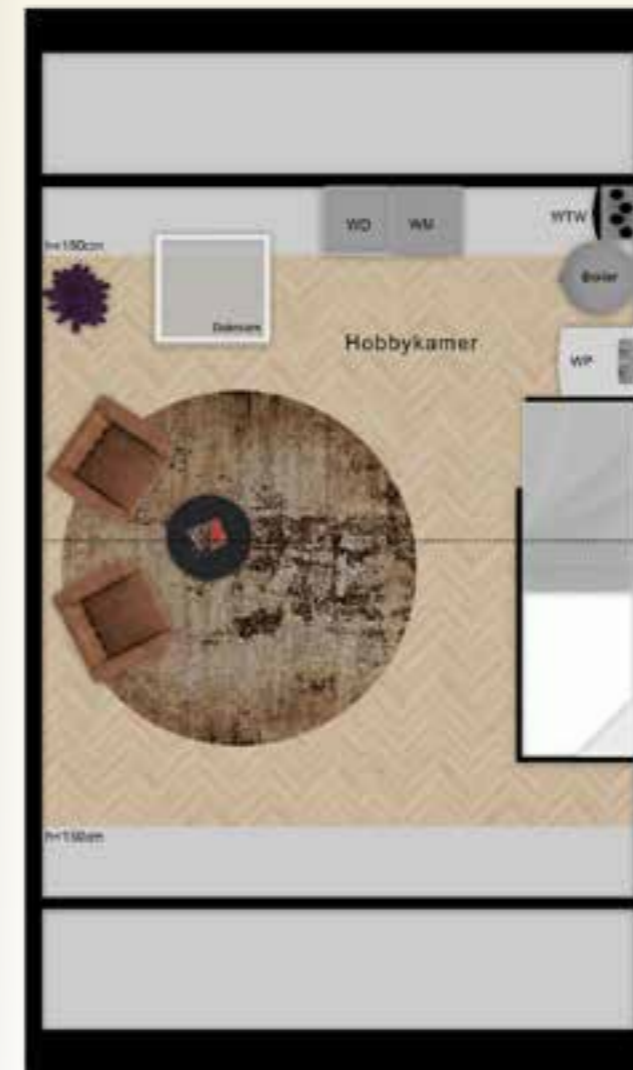 WD
WM
WTW
h<150cm
Boiler
Dakraam
Hobbykamer
WP
h<150cm